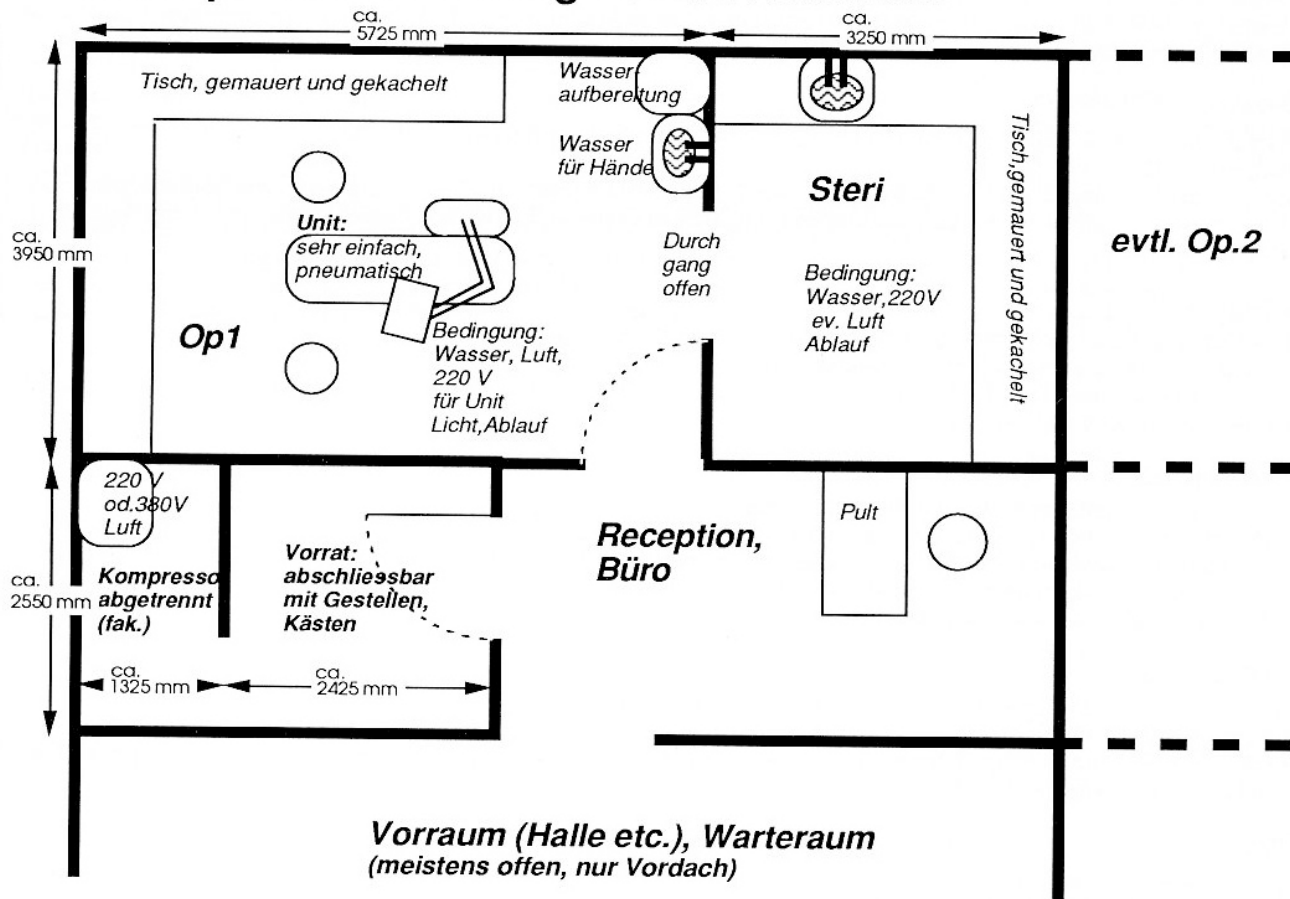 ca.
5725 mm
ca.
3250 mm
Tisch, gemauert und gekachelt
Wasser-
aufbereitung
Wasser
für Hände
Tisch,gemauert und gekachelt
Steri
Unit:
sehr einfach,
pneumatisch
ca.
3950 mm
Durch
gang
offen
evtl. Op.2
Bedingung:
Wasser,220V
ev. Luft
Ablauf
Op1
Bedingung:
Wasser, Luft,
220 V
für Unit
Licht,Ablauf
220 V
od.380V
Luft
Pult
Reception,
Büro
Vorrat:
abschliessbar
mit Gestellen,
Kästen
ca.
2550 mm
Kompresso
abgetrennt
(fak.)
ca.
1325 mm
ca.
2425 mm
Vorraum (Halle etc.), Warteraum
(meistens offen, nur Vordach)